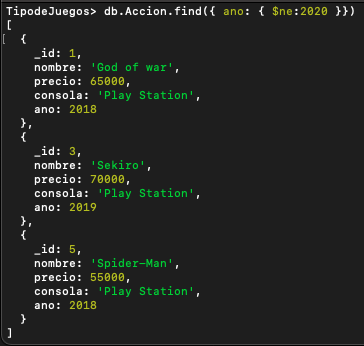 TipodeJuegos> db.Accion.find({ ano: { $ne:2020 }})
[
  {
    _id: 1,
    nombre: 'God of war',
    precio: 65000,
    consola: 'Play Station',
    ano: 2018
  },
  {
    _id: 3,
    nombre: 'Sekiro',
    precio: 70000,
    consola: 'Play Station',
    ano: 2019
  },
  {
    _id: 5,
    nombre: 'Spider-Man',
    precio: 55000,
    consola: 'Play Station',
    ano: 2018
  }
]